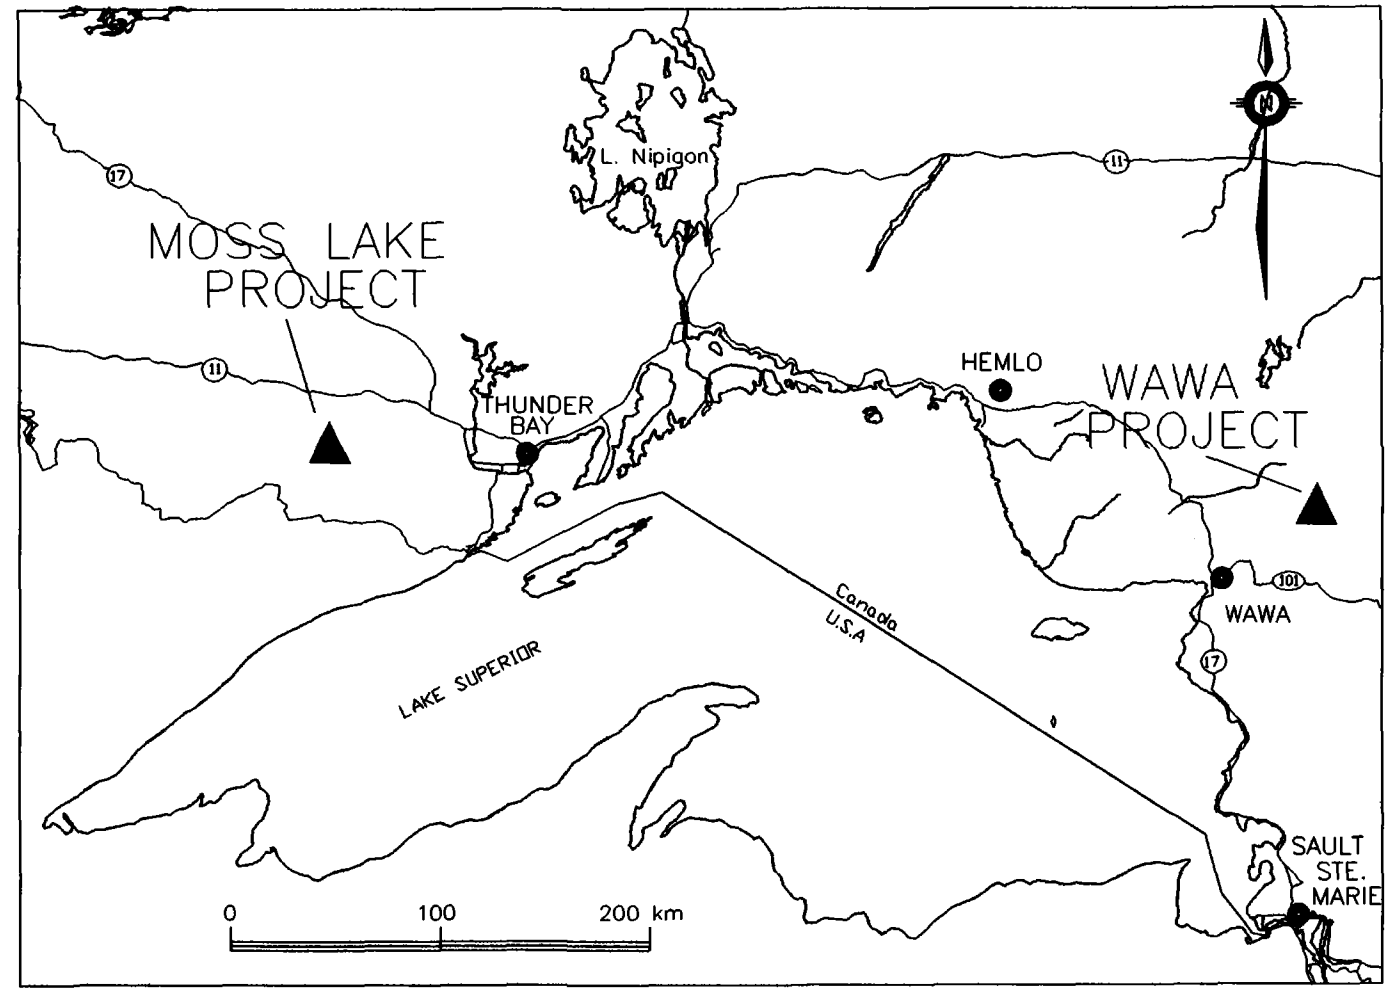 L. Nipigon
11
17
MOSS LAKE
PROJECT
11
HEMLO
WAWA
PROJECT
THUNDER
BAY
N
Canada
U.S.A
101
WAWA
17
LAKE SUPERIOR
SAULT
STE.
MARIE
0 100 200 km